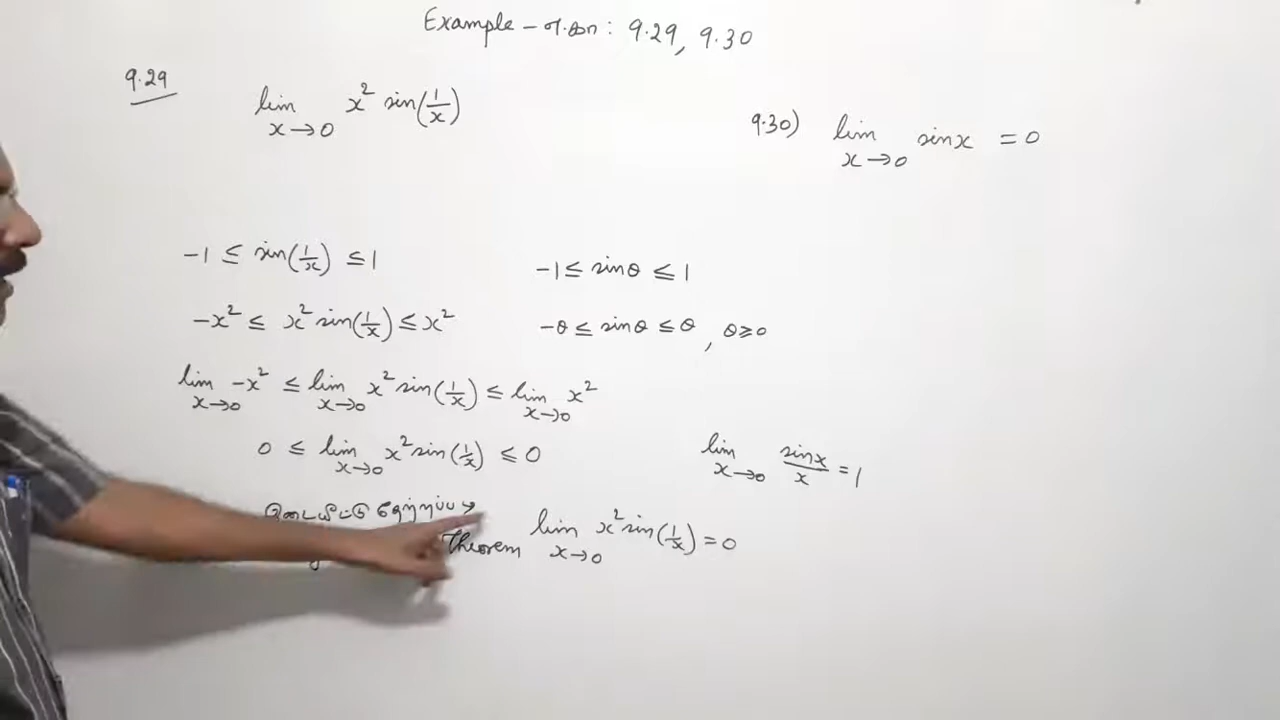 Example - எ.கா : 9.29, 9.30
9.29
lim x→0 x² sin(1/x)
9.30) lim x→0 sinx = 0
-1 ≤ sin(1/x) ≤ 1
-1 ≤ sinθ ≤ 1
-x² ≤ x² sin(1/x) ≤ x²
-θ ≤ sinθ ≤ θ, θ≥0
lim x→0 -x² ≤ lim x→0 x² sin(1/x) ≤ lim x→0 x²
0 ≤ lim x→0 x² sin(1/x) ≤ 0
lim x→0 sinx/x = 1
Theorem lim x→0 x² sin(1/x) = 0